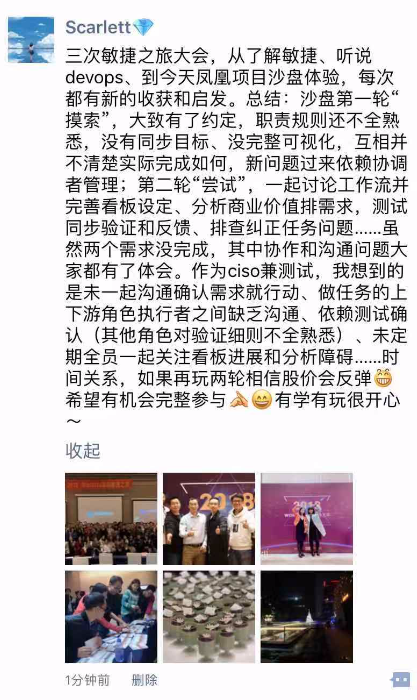 Scarlett💎
三次敏捷之旅大会，从了解敏捷、听说
devops、到今天凤凰项目沙盘体验，每次
都有新的收获和启发。总结：沙盘第一轮“
摸索”，大致有了约定，职责规则还不全熟
悉，没有同步目标、没完整可视化，互相并
不清楚实际完成如何，新问题过来依赖协调
者管理；第二轮“尝试”，一起讨论工作流并
完善看板设定、分析商业价值排需求，测试
同步验证和反馈、排查纠正任务问题……虽
然两个需求没完成，其中协作和沟通问题大
家都有了体会。作为ciso兼测试，我想到的
是未一起沟通确认需求就行动、做任务的上
下游角色执行者之间缺乏沟通、依赖测试确
认（其他角色对验证细则不全熟悉）、未定
期全员一起关注看板进展和分析障碍……时
间关系，如果再玩两轮相信股价会反弹😁
希望有机会完整参与🙏😄有学有玩很开心
～
收起
2018
2018
1分钟前 删除